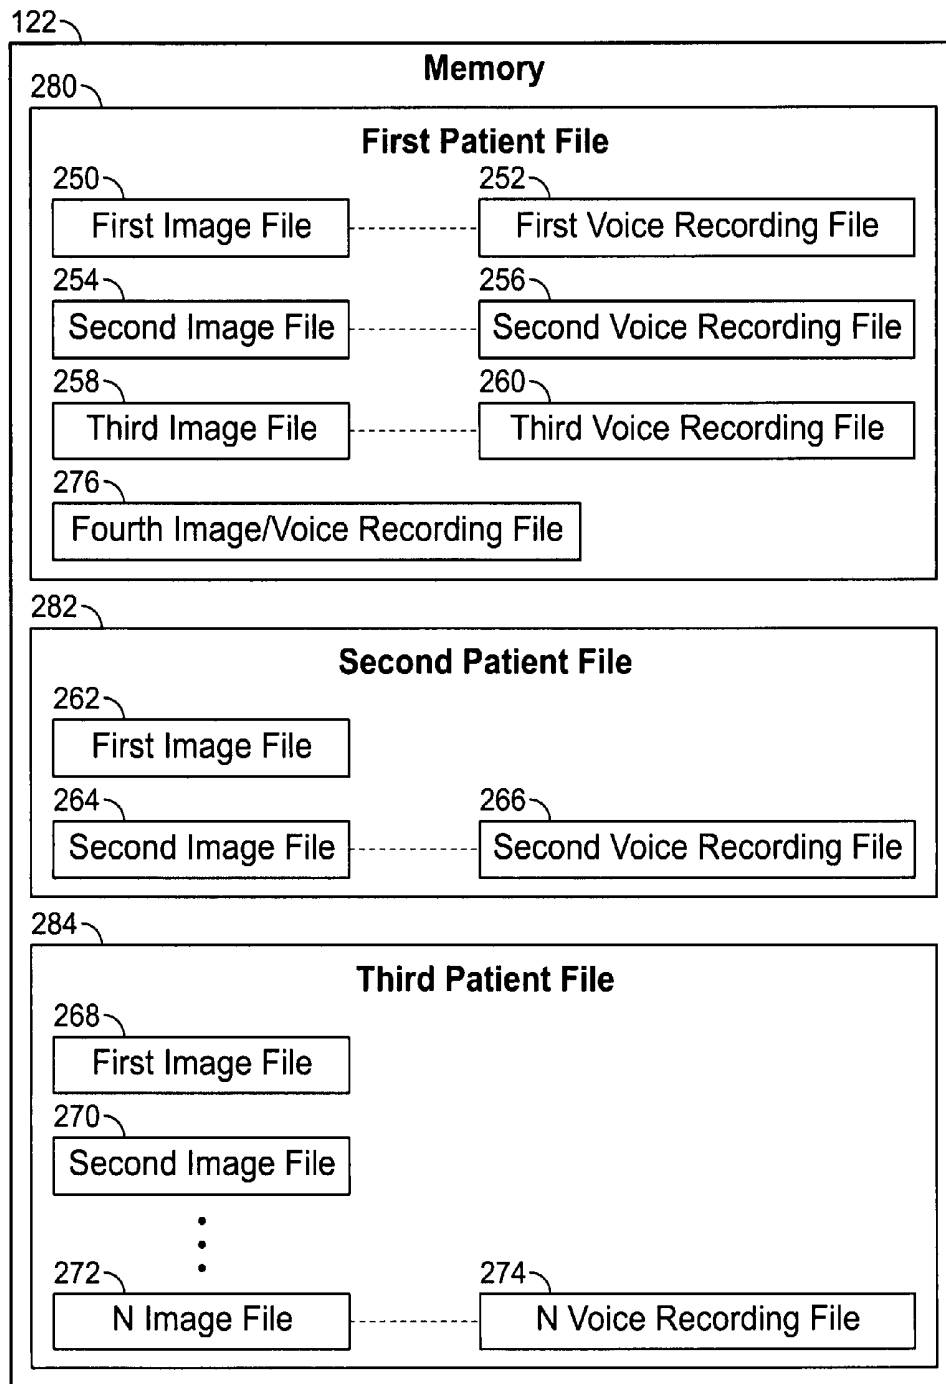 122
Memory
280
First Patient File
250 252
First Image File First Voice Recording File
254 256
Second Image File Second Voice Recording File
258 260
Third Image File Third Voice Recording File
276
Fourth Image/Voice Recording File
282
Second Patient File
262
First Image File
264 266
Second Image File Second Voice Recording File
284
Third Patient File
268
First Image File
270
Second Image File
272 274
N Image File N Voice Recording File